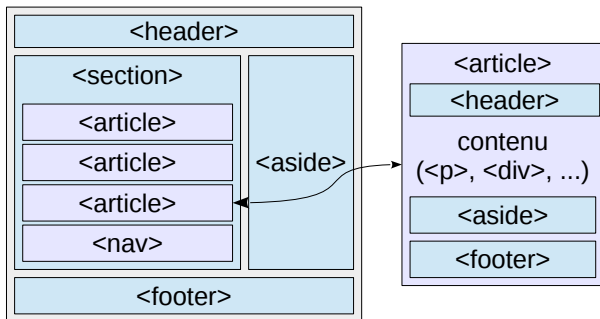 <header>
<section>
<article>
<article>
<article>
<nav>
<aside>
<footer>
<article>
<header>
contenu
(<p>, <div>, ...)
<aside>
<footer>